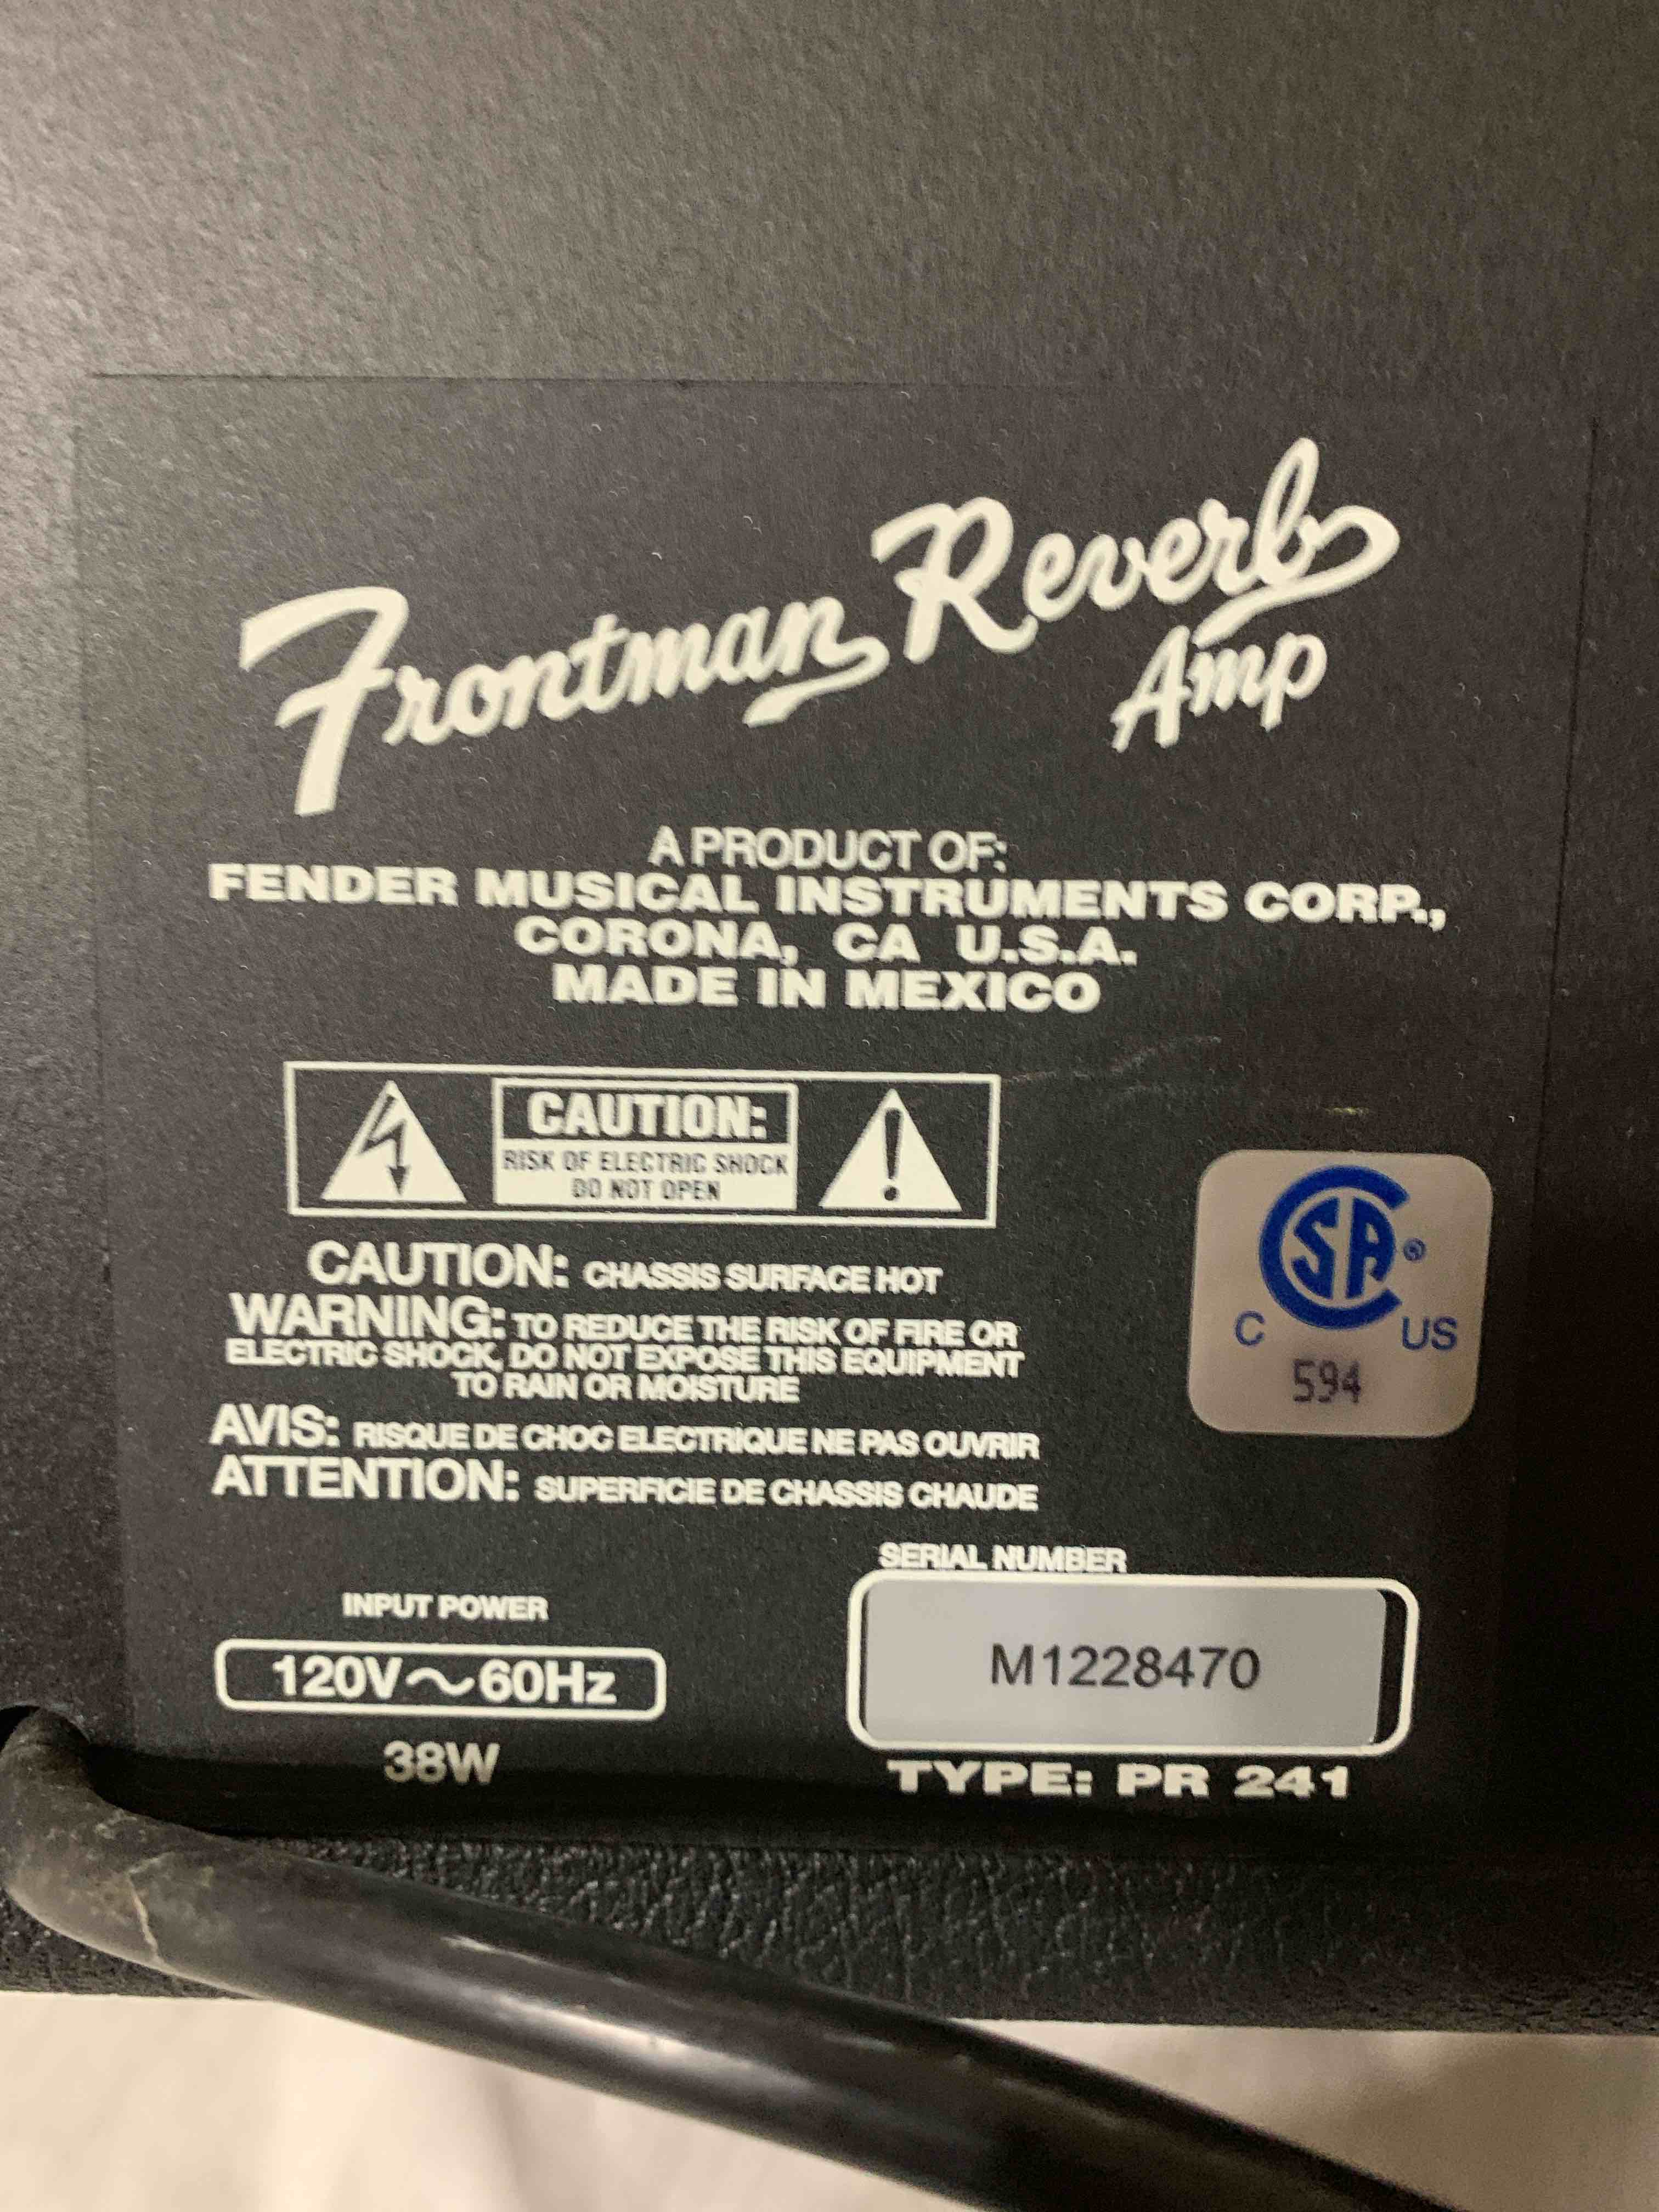 Frontman Reverb
Amp
A PRODUCT OF:
FENDER MUSICAL INSTRUMENTS CORP.,
CORONA, CA U.S.A.
MADE IN MEXICO
CAUTION:
RISK OF ELECTRIC SHOCK
DO NOT OPEN
CAUTION: CHASSIS SURFACE HOT
WARNING: TO REDUCE THE RISK OF FIRE OR
ELECTRIC SHOCK, DO NOT EXPOSE THIS EQUIPMENT
TO RAIN OR MOISTURE
AVIS: RISQUE DE CHOC ELECTRIQUE NE PAS OUVRIR
ATTENTION: SUPERFICIE DE CHASSIS CHAUDE
SA®
C US
594
INPUT POWER
120V~60Hz
38W
SERIAL NUMBER
M1228470
TYPE: PR 241